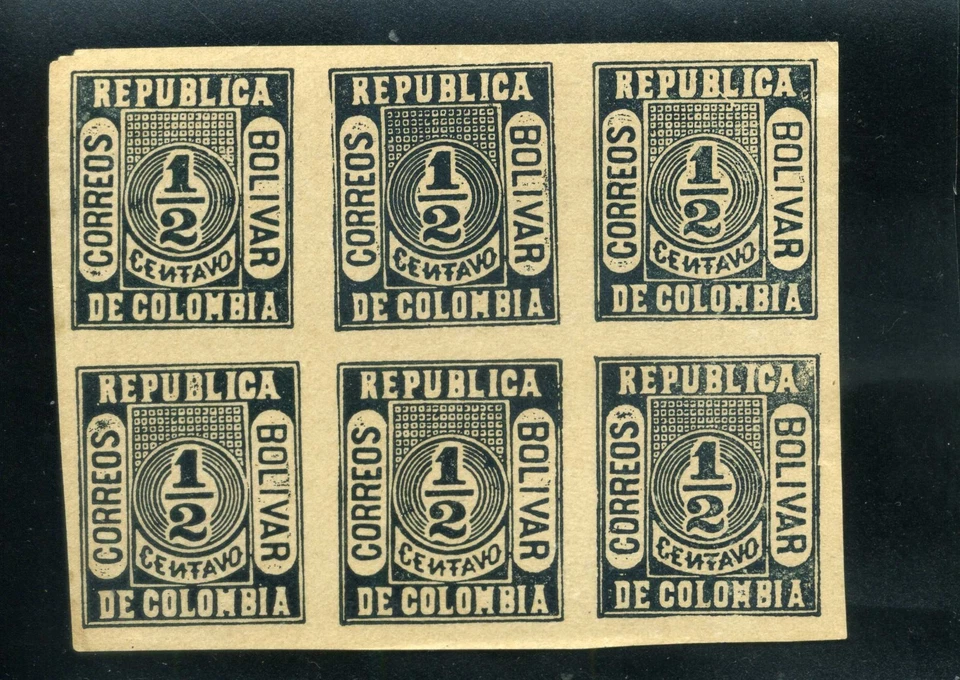 REPUBLICA
CORREOS
BOLIVAR
1/2
CENTAVO
DE COLOMBIA
REPUBLICA
CORREOS
BOLIVAR
1/2
CENTAVO
DE COLOMBIA
REPUBLICA
CORREOS
BOLIVAR
1/2
CENTAVO
DE COLOMBIA
REPUBLICA
CORREOS
BOLIVAR
1/2
CENTAVO
DE COLOMBIA
REPUBLICA
CORREOS
BOLIVAR
1/2
CENTAVO
DE COLOMBIA
REPUBLICA
CORREOS
BOLIVAR
1/2
CENTAVO
DE COLOMBIA